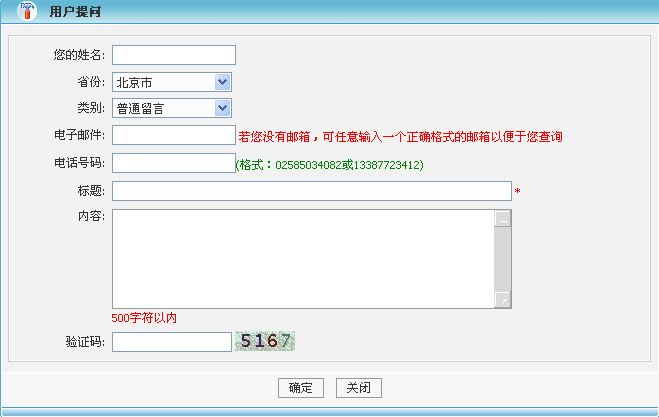 用户提问
您的姓名:
省份: 北京市
类别: 普通留言
电子邮件: 若您没有邮箱，可任意输入一个正确格式的邮箱以便于您查询
电话号码: (格式：02585034082或13387723412)
标题: *
内容:
500字符以内
验证码: 5167
确定 关闭